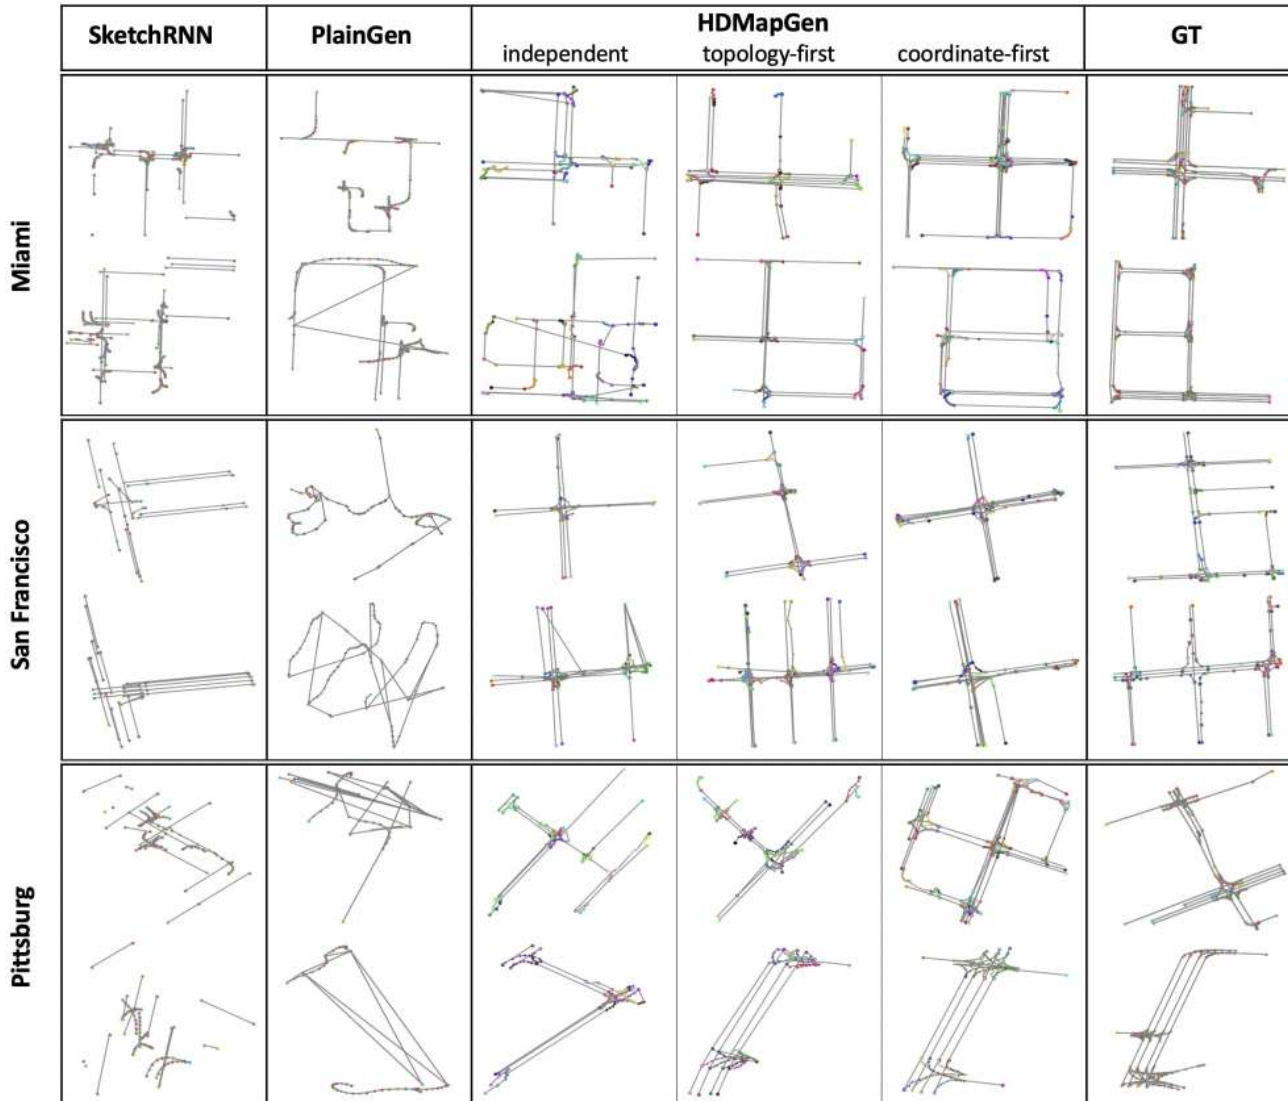 SketchRNN
PlainGen
HDMapGen
independent
topology-first
coordinate-first
GT
Miami
San Francisco
Pittsburg